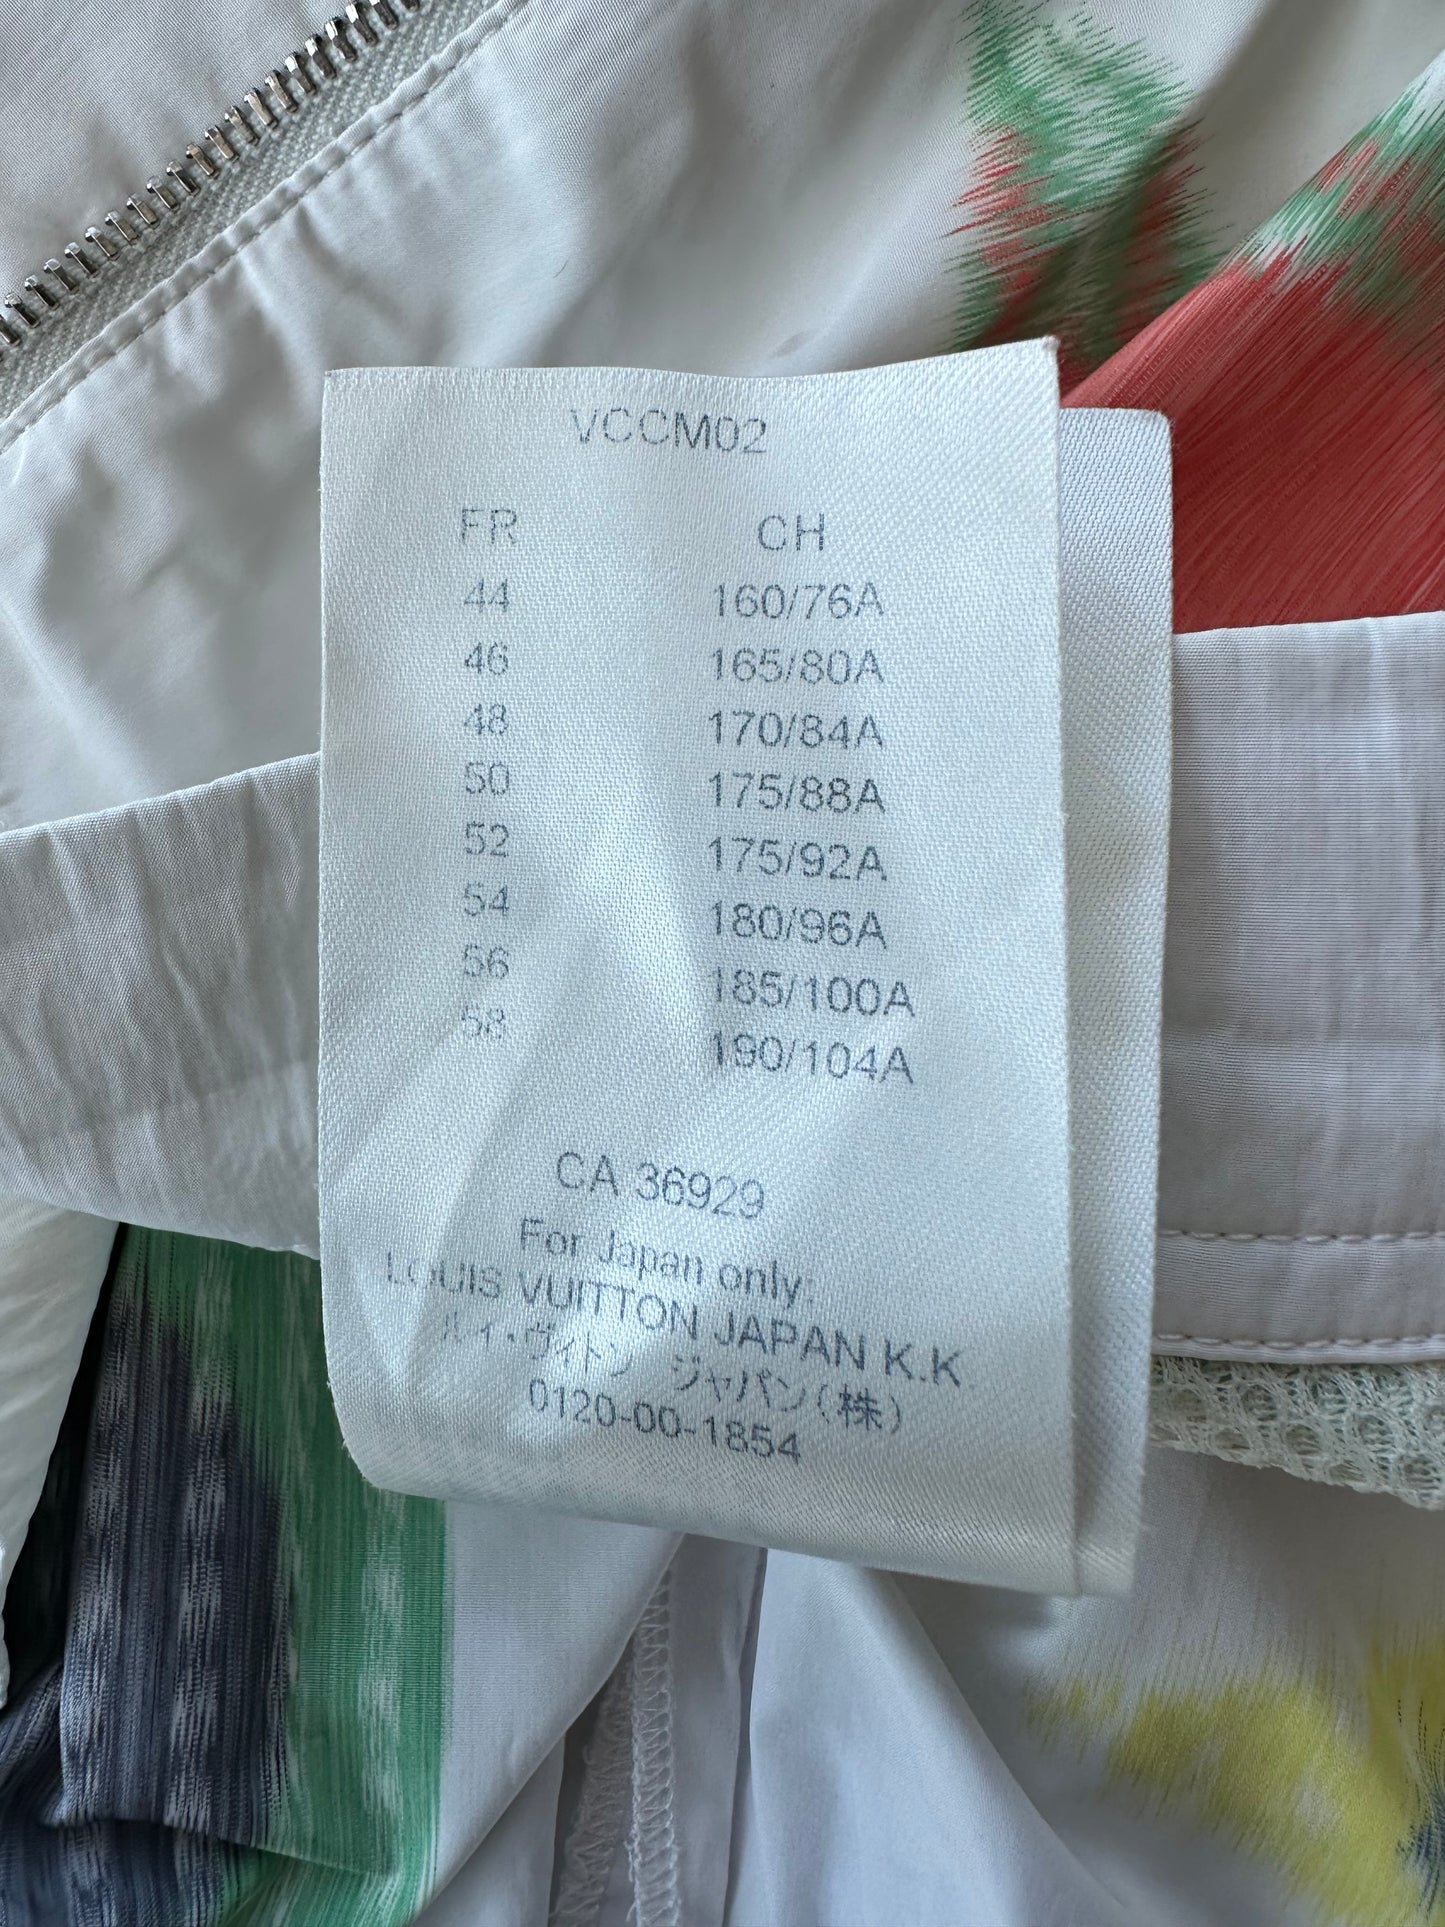 VCCM02
FR CH
44 160/76A
46 165/80A
48 170/84A
50 175/88A
52 175/92A
54 180/96A
56 185/100A
58 190/104A
CA 36929
For Japan only:
LOUIS VUITTON JAPAN K.K.
ルイ・ヴィトン ジャパン(株)
0120-00-1854